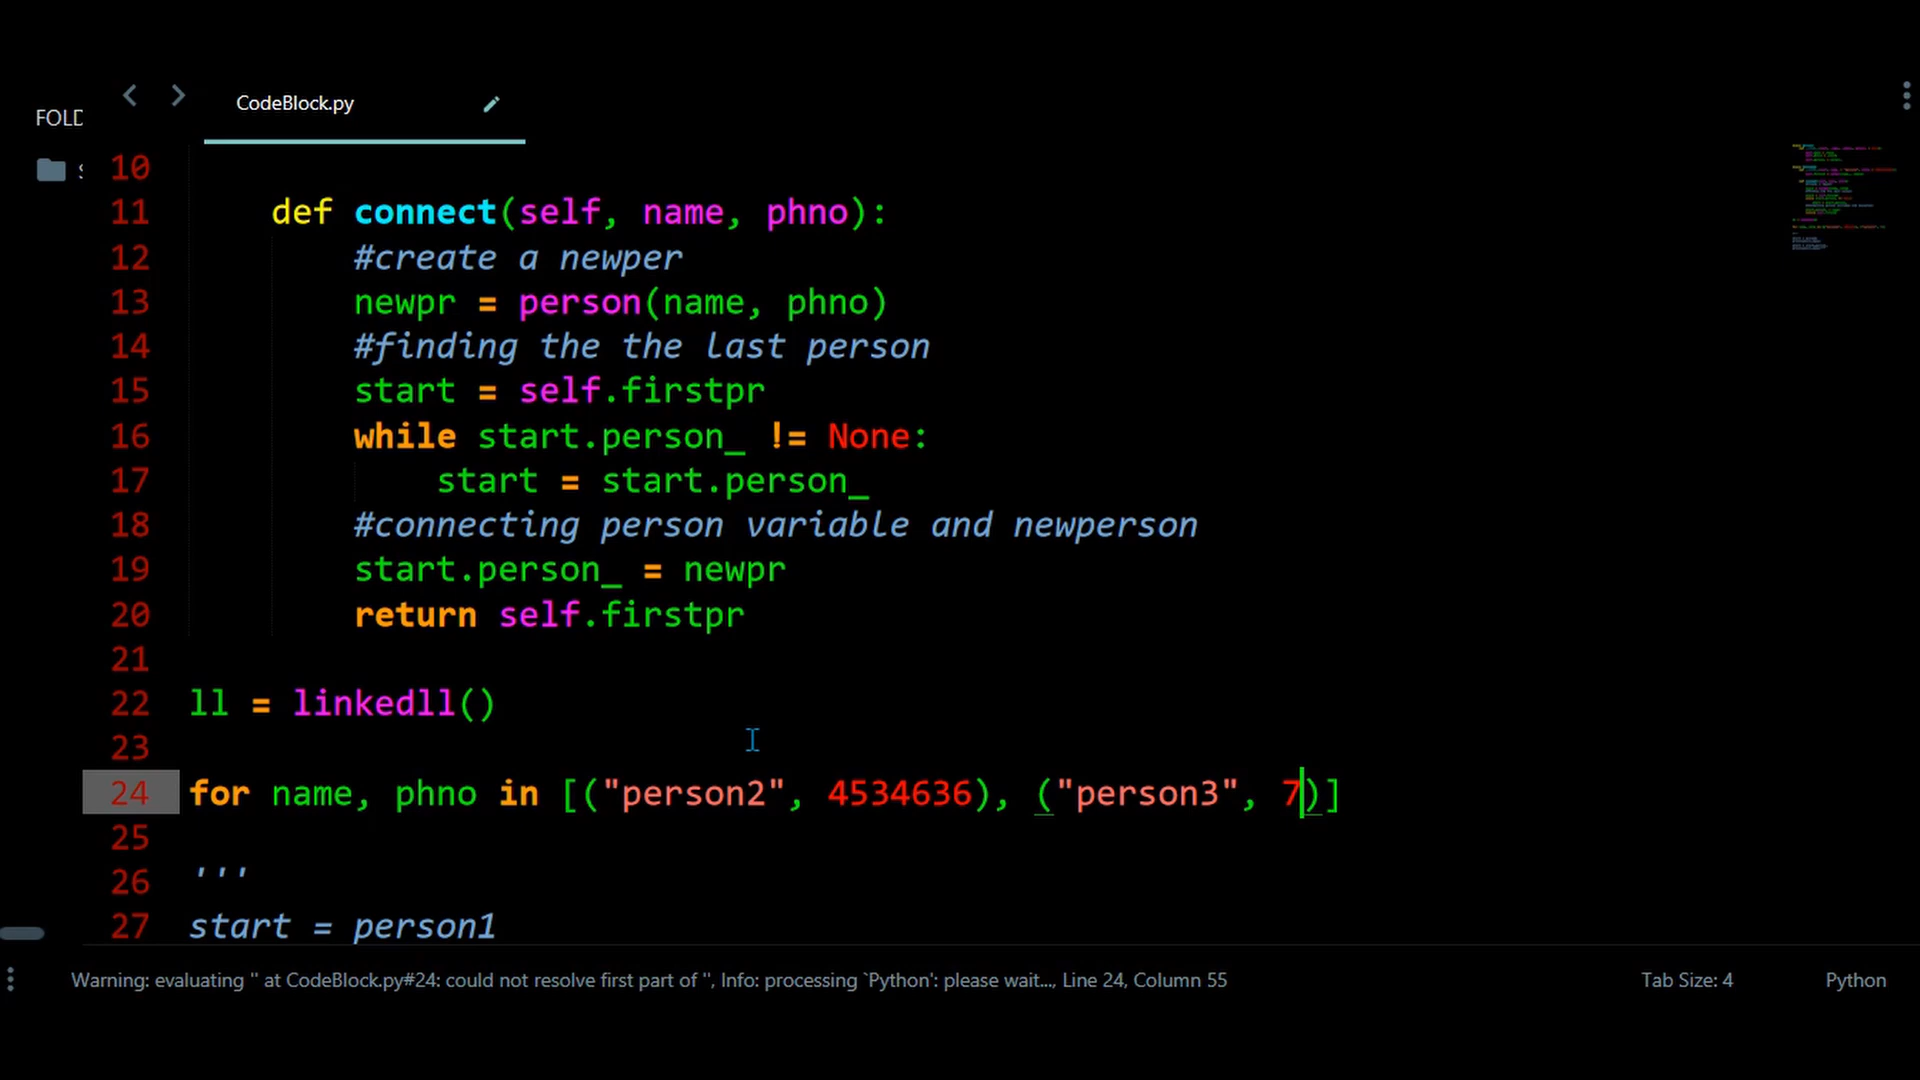 CodeBlock.py
FOLD
10
11 def connect(self, name, phno):
12 #create a newper
13 newpr = person(name, phno)
14 #finding the the last person
15 start = self.firstpr
16 while start.person_ != None:
17 start = start.person_
18 #connecting person variable and newperson
19 start.person_ = newpr
20 return self.firstpr
21
22 ll = linkedll()
23
24 for name, phno in [("person2", 4534636), ("person3", 7)]
25
26 '''
27 start = person1
Warning: evaluating '' at CodeBlock.py#24: could not resolve first part of '', Info: processing `Python': please wait..., Line 24, Column 55 Tab Size: 4 Python